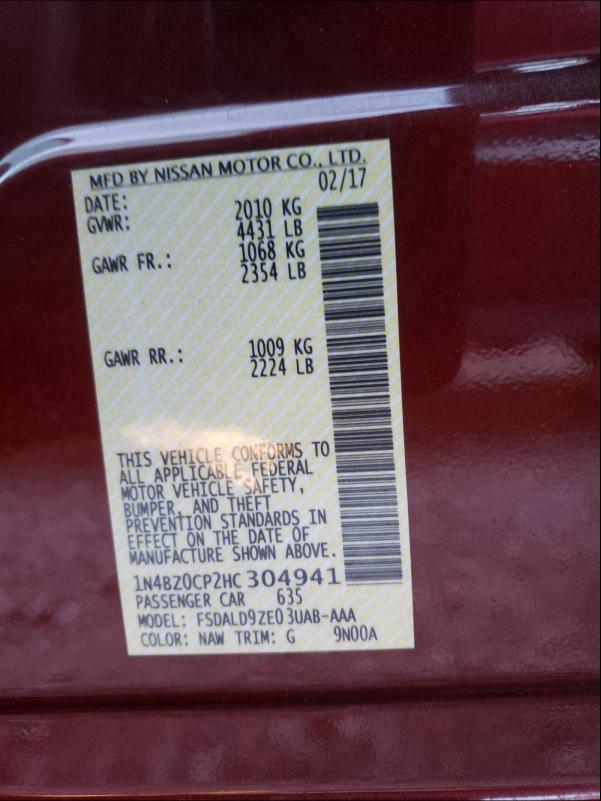 MFD BY NISSAN MOTOR CO., LTD.
DATE: 02/17
GVWR: 2010 KG
4431 LB
GAWR FR.: 1068 KG
2354 LB
GAWR RR.: 1009 KG
2224 LB
THIS VEHICLE CONFORMS TO
ALL APPLICABLE FEDERAL
MOTOR VEHICLE SAFETY,
BUMPER, AND THEFT
PREVENTION STANDARDS IN
EFFECT ON THE DATE OF
MANUFACTURE SHOWN ABOVE.
1N4BZ0CP2HC304941
PASSENGER CAR 635
MODEL: FSDALD9ZE03UAB-AAA
COLOR: NAW TRIM: G 9N00A